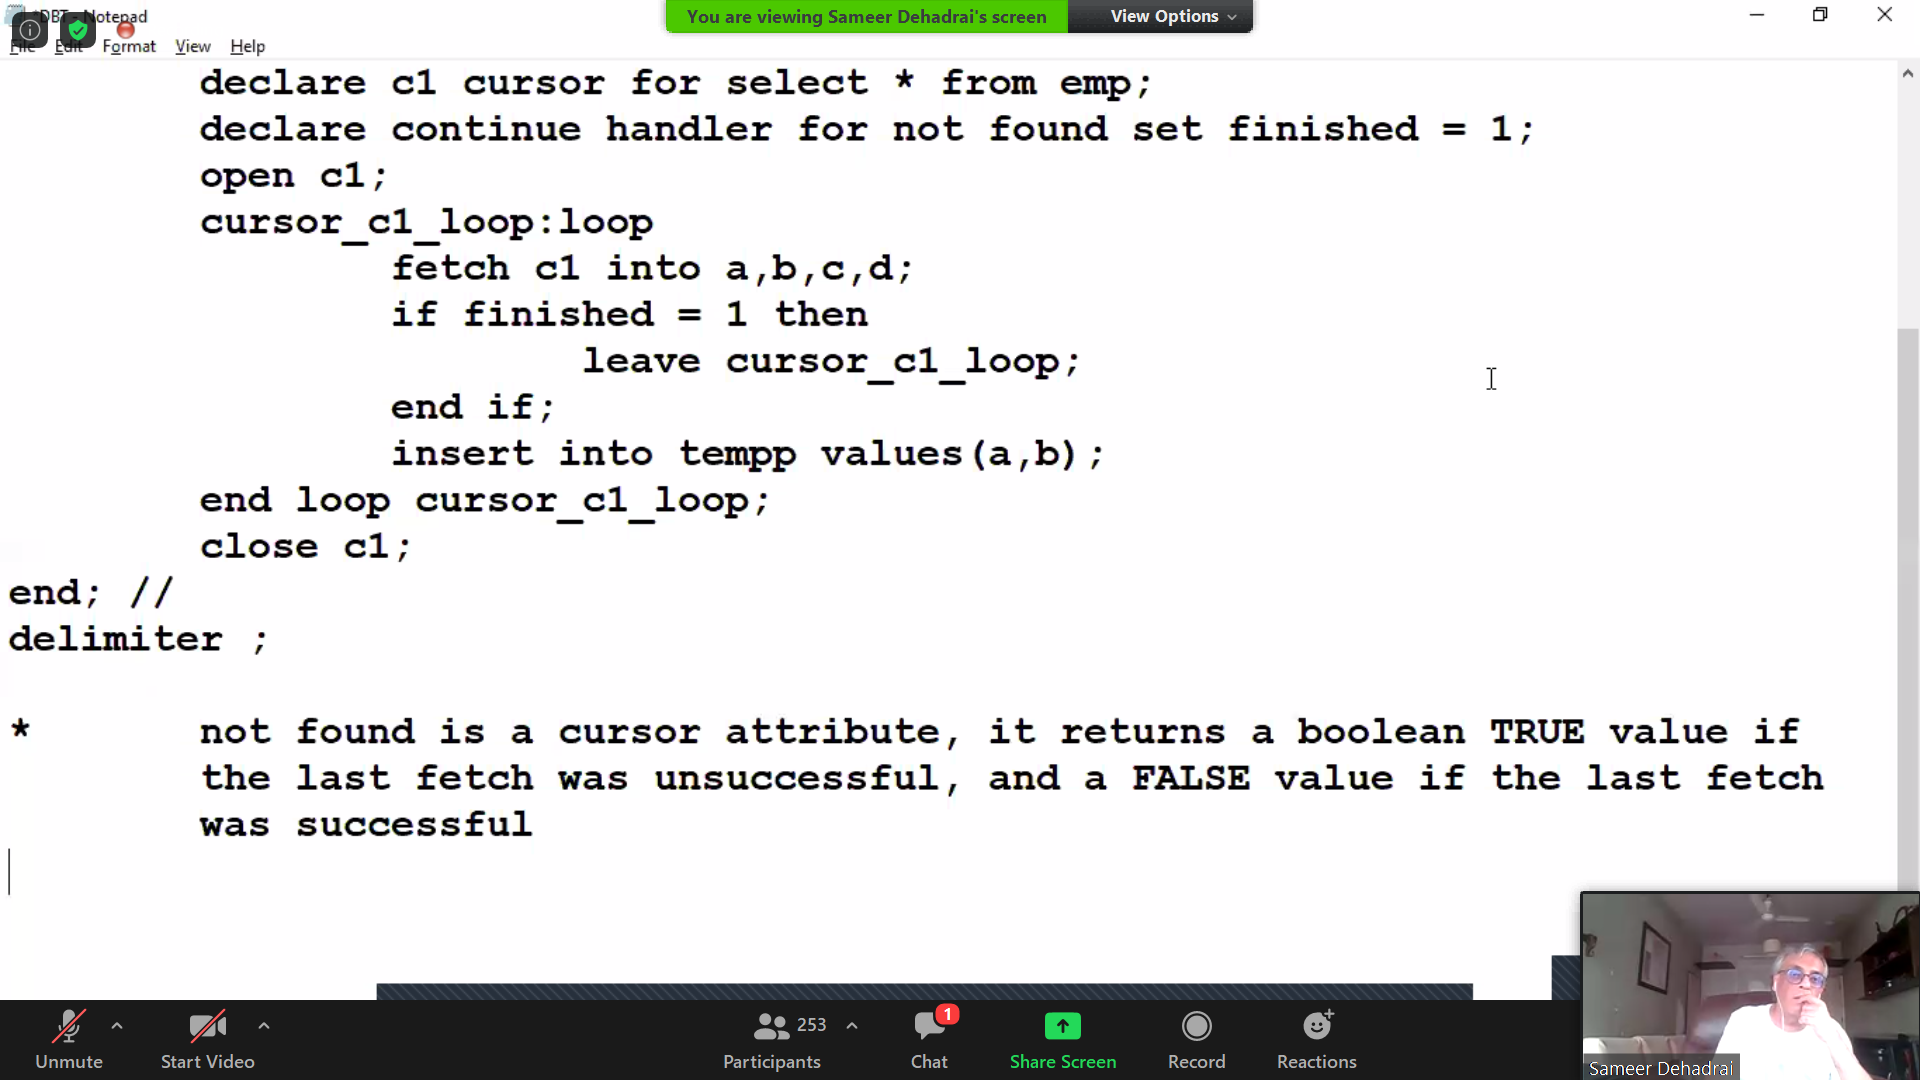 *DBT - Notepad
You are viewing Sameer Dehadrai's screen View Options
File Edit Format View Help
declare c1 cursor for select * from emp;
declare continue handler for not found set finished = 1;
open c1;
cursor_c1_loop:loop
fetch c1 into a,b,c,d;
if finished = 1 then
leave cursor_c1_loop;
end if;
insert into tempp values(a,b);
end loop cursor_c1_loop;
close c1;
end; //
delimiter ;
* not found is a cursor attribute, it returns a boolean TRUE value if
the last fetch was unsuccessful, and a FALSE value if the last fetch
was successful
1
253
Unmute Start Video Participants Chat Share Screen Record Reactions
Sameer Dehadrai